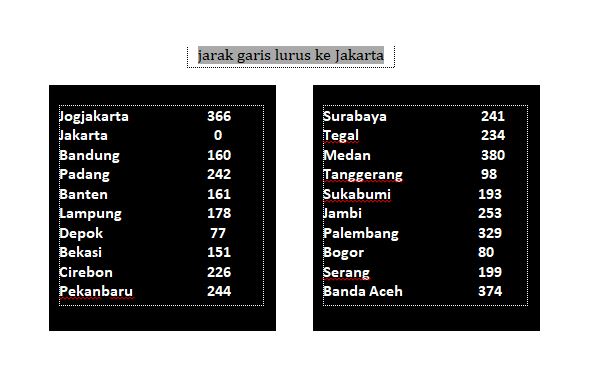 jarak garis lurus ke Jakarta
Jogjakarta 366
Jakarta 0
Bandung 160
Padang 242
Banten 161
Lampung 178
Depok 77
Bekasi 151
Cirebon 226
Pekanbaru 244
Surabaya 241
Tegal 234
Medan 380
Tanggerang 98
Sukabumi 193
Jambi 253
Palembang 329
Bogor 80
Serang 199
Banda Aceh 374